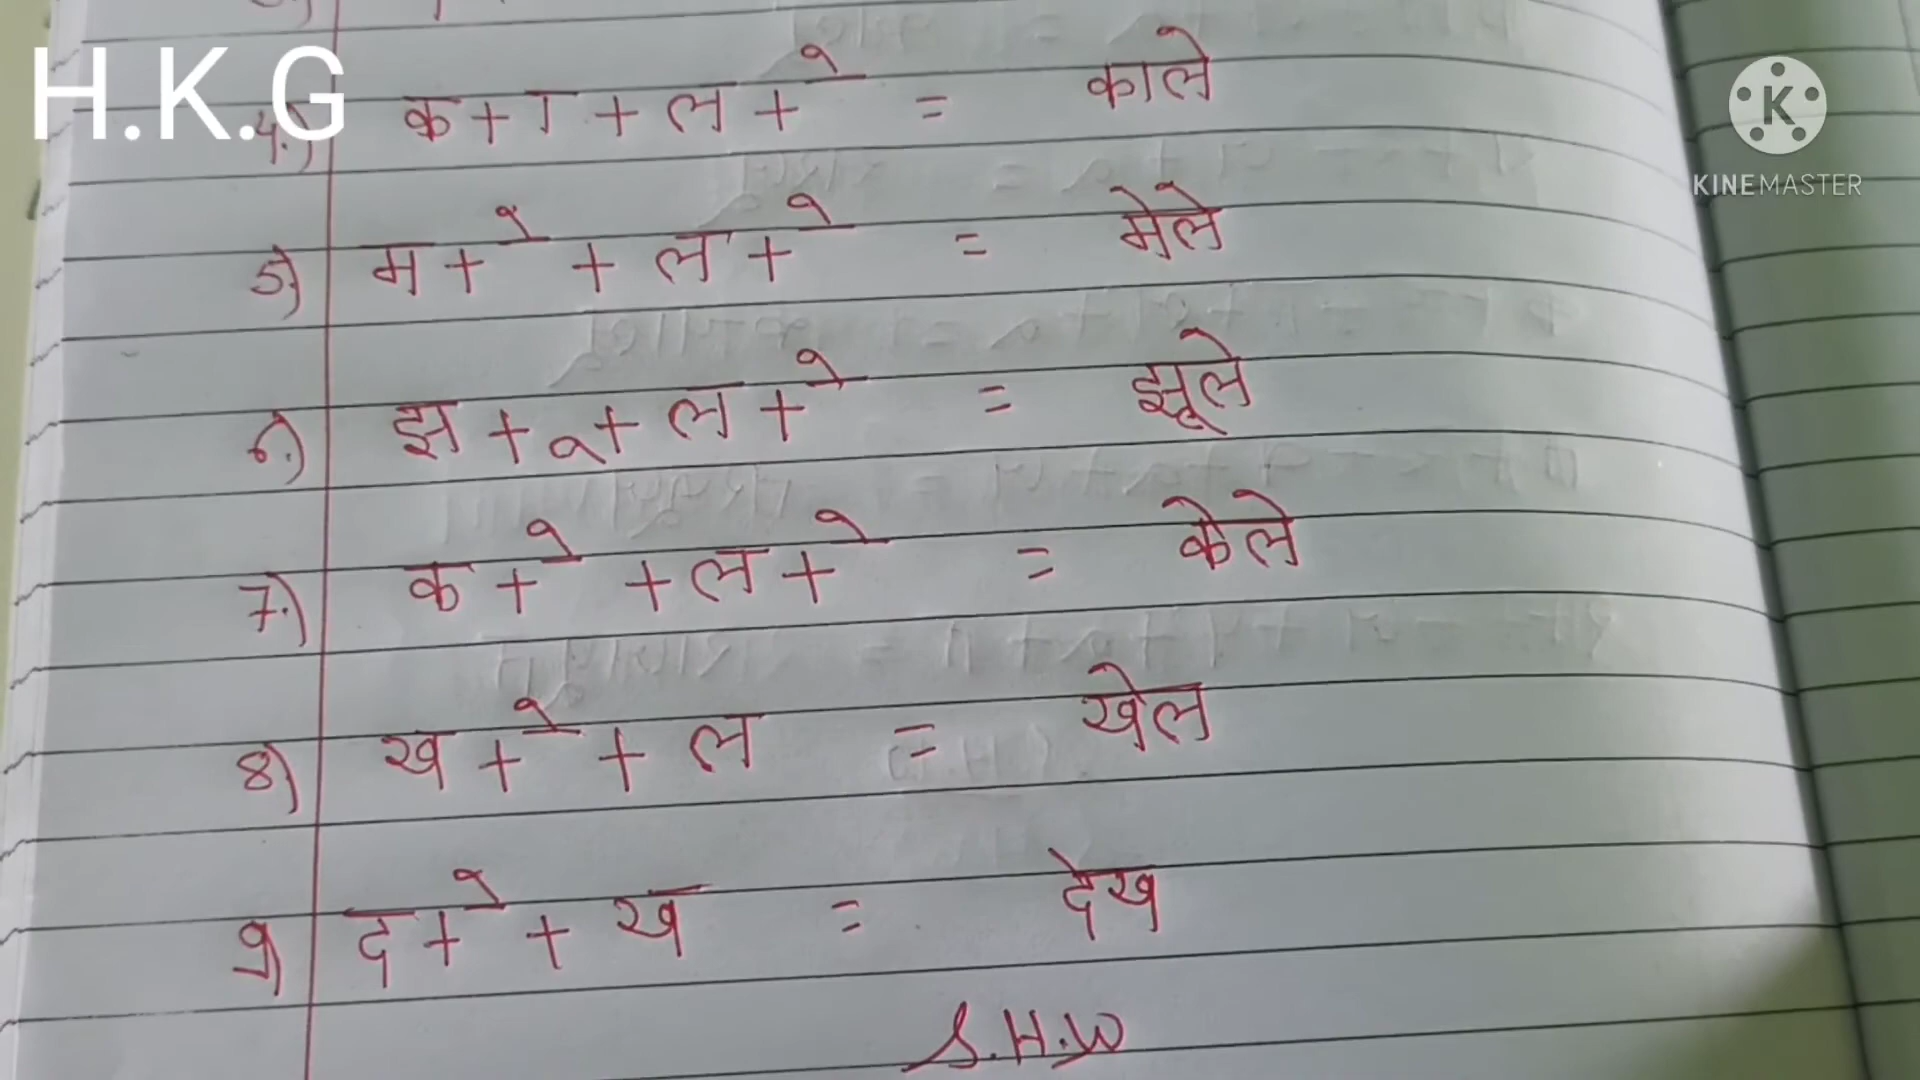 H.K.G
KINEMASTER
4.) क + ा + ल + े = काले
5) म + े + ल + े = मेले
6.) झ + ू + ल + े = झूले
7.) क + े + ल + े = केले
8) ख + े + ल = खेल
9) द + े + ख = देख
S.H.W